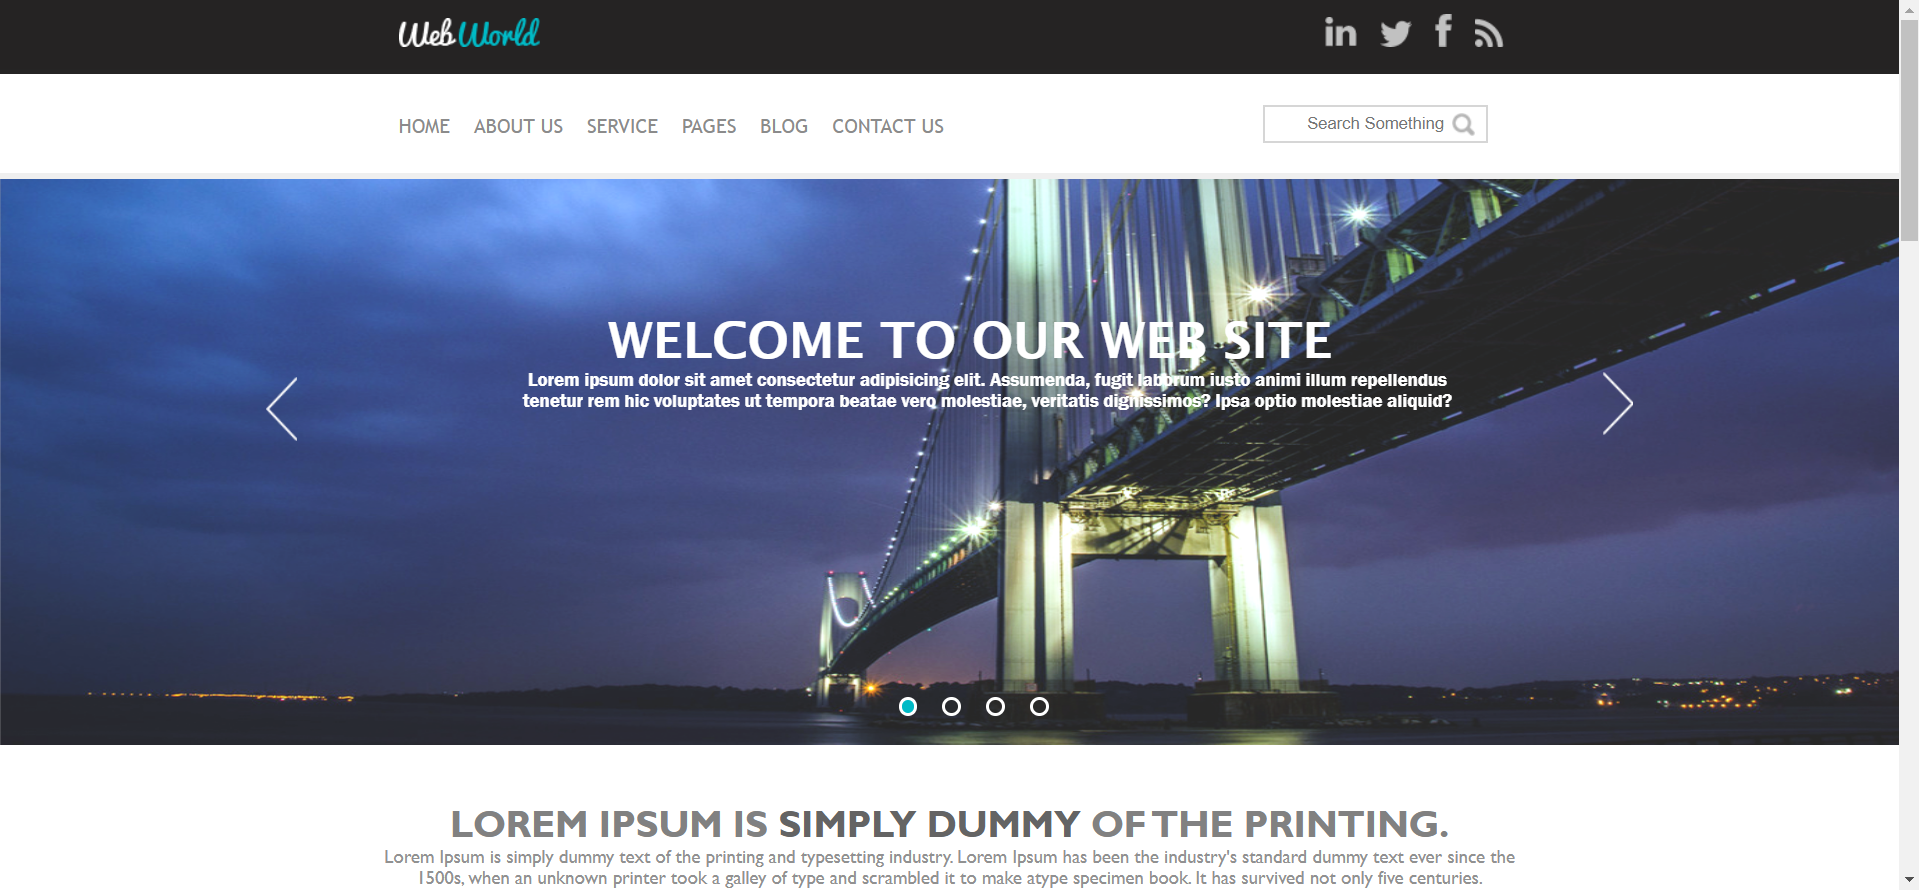 Web World
in
HOME ABOUT US SERVICE PAGES BLOG CONTACT US
Search Something
WELCOME TO OUR WEB SITE
Lorem ipsum dolor sit amet consectetur adipisicing elit. Assumenda, fugit laborum iusto animi illum repellendus
tenetur rem hic voluptates ut tempora beatae vero molestiae, veritatis dignissimos? Ipsa optio molestiae aliquid?
LOREM IPSUM IS SIMPLY DUMMY OF THE PRINTING.
Lorem Ipsum is simply dummy text of the printing and typesetting industry. Lorem Ipsum has been the industry's standard dummy text ever since the
1500s, when an unknown printer took a galley of type and scrambled it to make atype specimen book. It has survived not only five centuries.